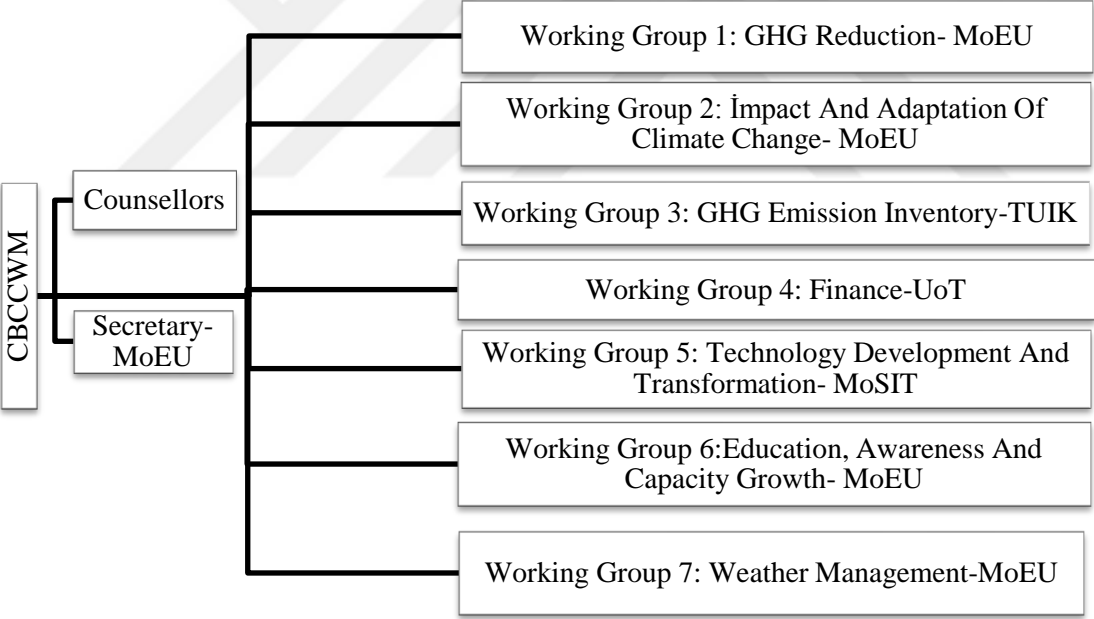 CBCCWM
Counsellors
Secretary-
MoEU
Working Group 1: GHG Reduction- MoEU
Working Group 2: İmpact And Adaptation Of
Climate Change- MoEU
Working Group 3: GHG Emission Inventory-TUIK
Working Group 4: Finance-UoT
Working Group 5: Technology Development And
Transformation- MoSIT
Working Group 6:Education, Awareness And
Capacity Growth- MoEU
Working Group 7: Weather Management-MoEU